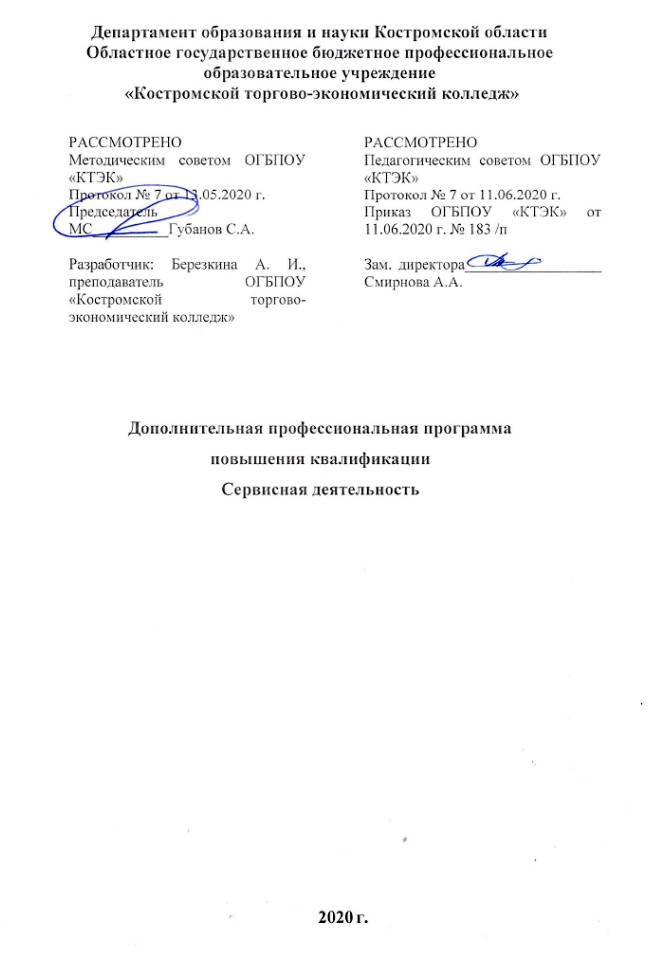 Департамент образования и науки Костромской области
Областное государственное бюджетное профессиональное
образовательное учреждение
«Костромской торгово-экономический колледж»
РАССМОТРЕНО
Методическим советом ОГБПОУ
«КТЭК»
Протокол № 7 от 13.05.2020 г.
Председатель
МС__________Губанов С.А.
Разработчик: Березкина А. И.,
преподаватель ОГБПОУ
«Костромской торгово-
экономический колледж»
РАССМОТРЕНО
Педагогическим советом ОГБПОУ
«КТЭК»
Протокол № 7 от 11.06.2020 г.
Приказ ОГБПОУ «КТЭК» от
11.06.2020 г. № 183 /п
Зам. директора__________________
Смирнова А.А.
Дополнительная профессиональная программа
повышения квалификации
Сервисная деятельность
2020 г.